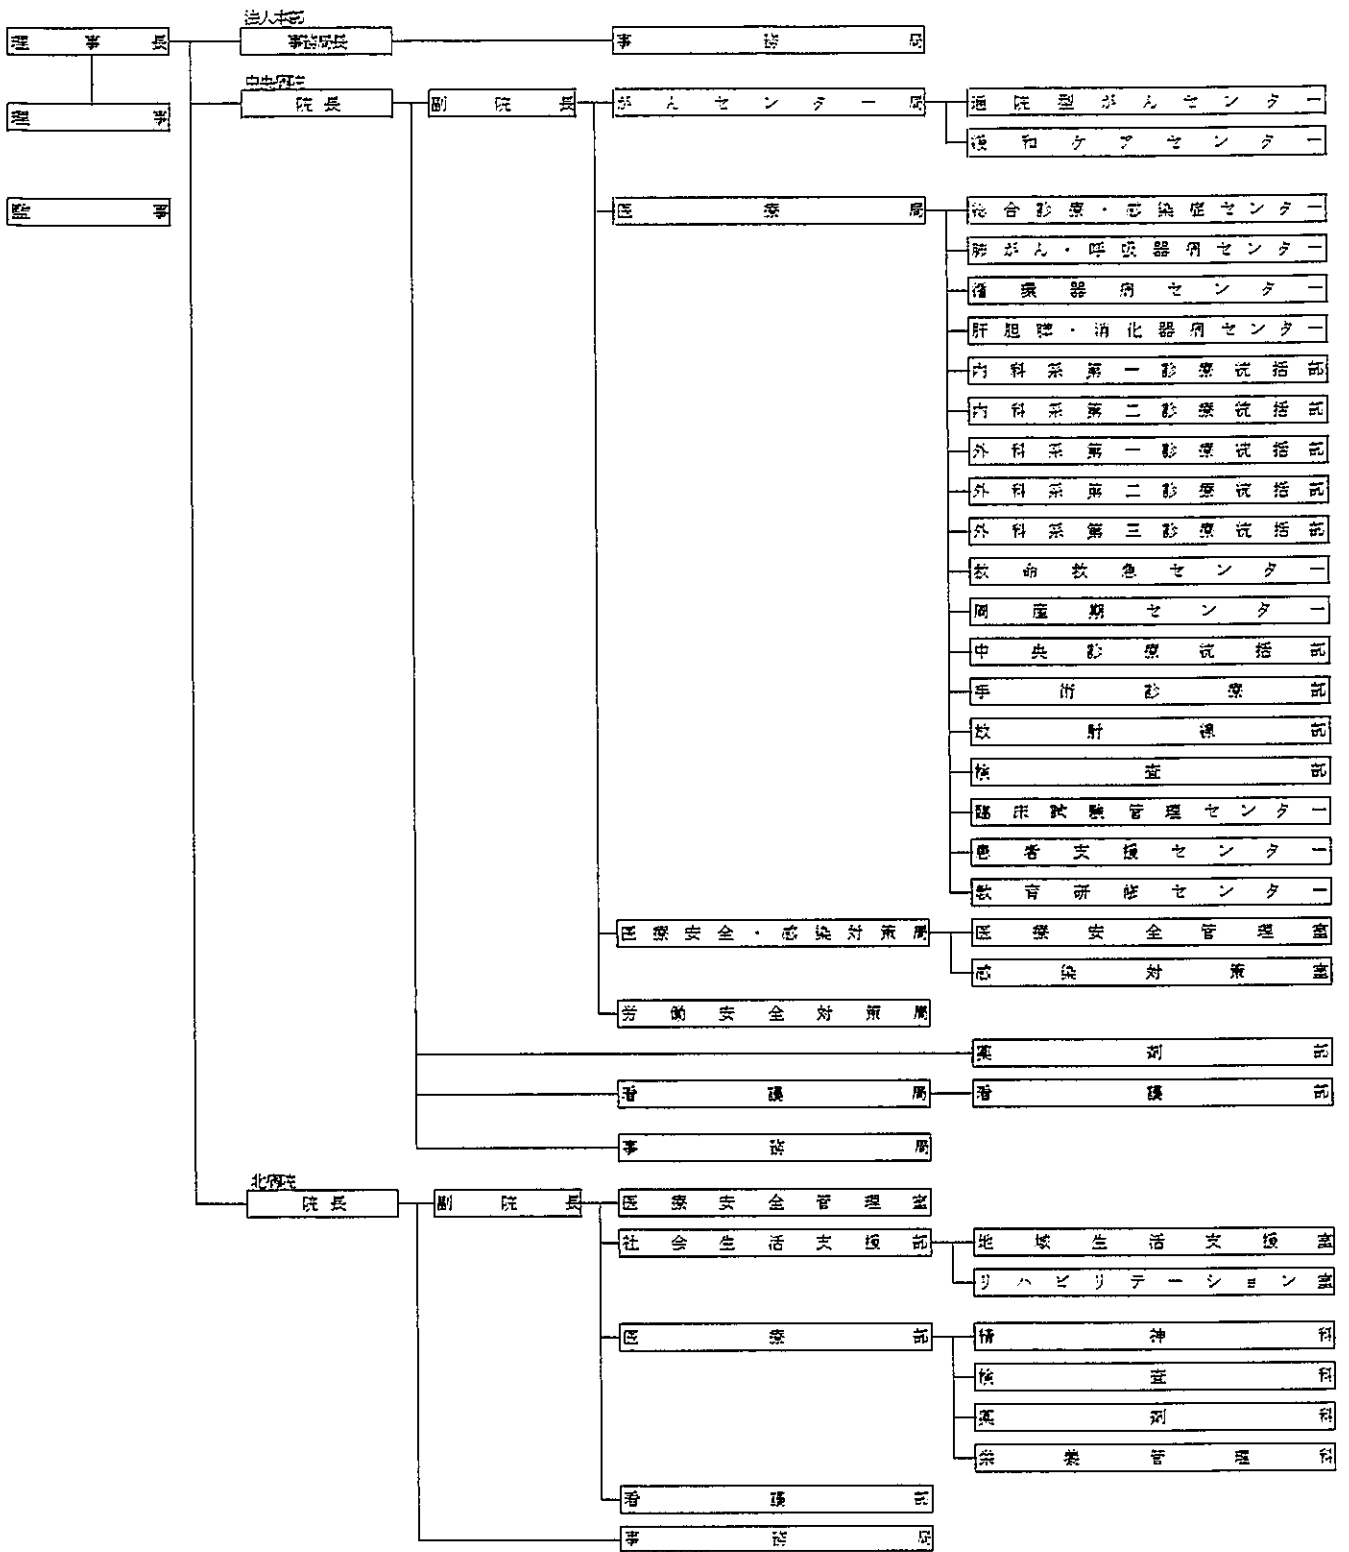 法人本部
理事長 事務局長 事務局
中央病院
院長 副院長 がんセンター局 通院型がんセンター
理事
緩和ケアセンター
監事 医療局 総合診療・感染症センター
肺がん・呼吸器病センター
循環器病センター
肝胆膵・消化器病センター
内科系第一診療統括部
内科系第二診療統括部
外科系第一診療統括部
外科系第二診療統括部
外科系第三診療統括部
救命救急センター
周産期センター
中央診療統括部
手術診療部
放射線部
検査部
臨床試験管理センター
患者支援センター
教育研修センター
医療安全・感染対策局 医療安全管理室
感染対策室
労働安全対策局
薬剤部
看護局 看護部
事務局
北病院
院長 副院長 医療安全管理室
社会生活支援部 地域生活支援室
リハビリテーション室
医療部 精神科
検査科
薬剤科
栄養管理科
看護部
事務局